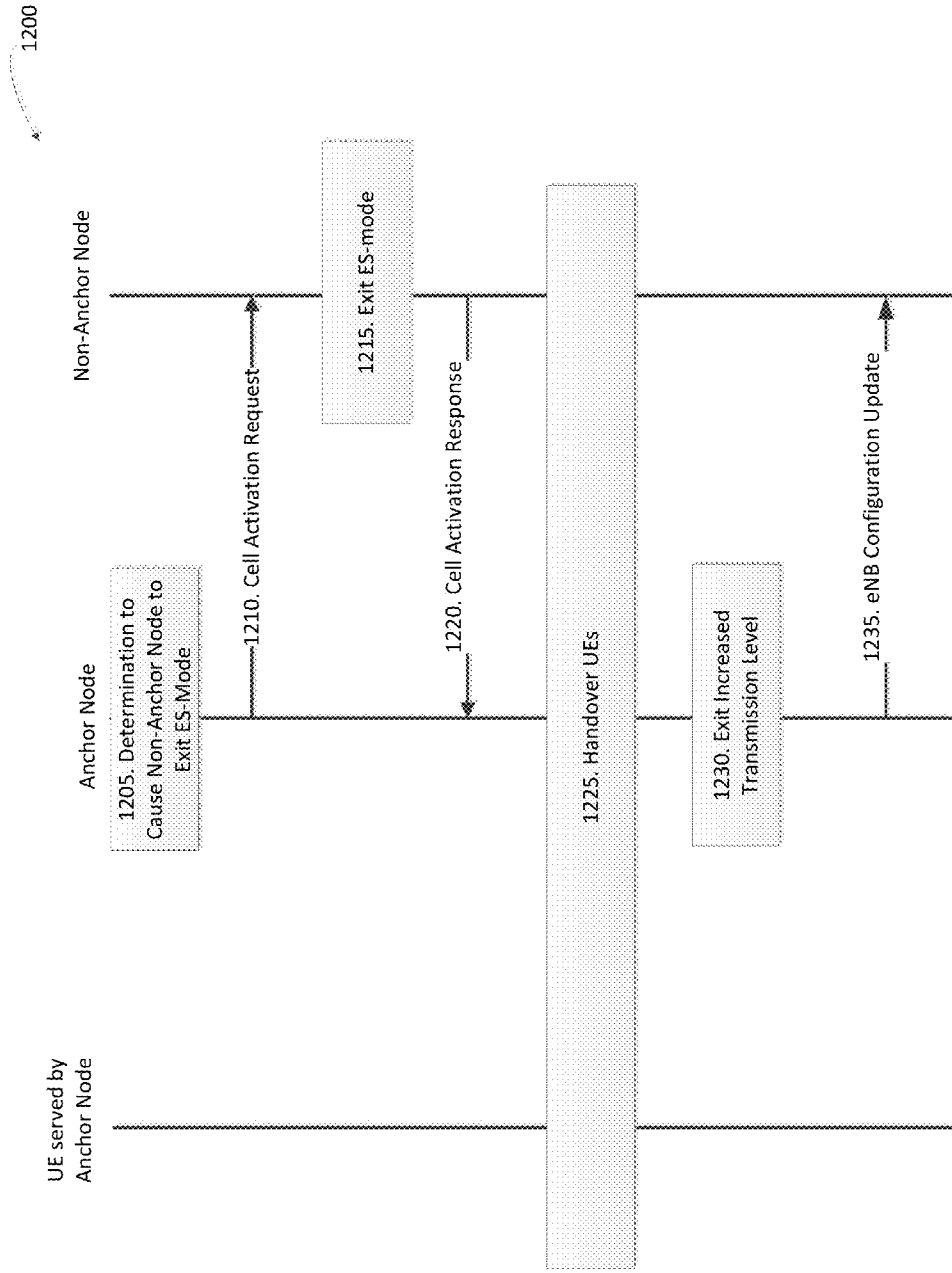 1200
UE served by
Anchor Node
Anchor Node
Non-Anchor Node
1205. Determination to
Cause Non-Anchor Node to
Exit ES-Mode
1210. Cell Activation Request
1215. Exit ES-mode
1220. Cell Activation Response
1225. Handover UEs
1230. Exit Increased
Transmission Level
1235. eNB Configuration Update